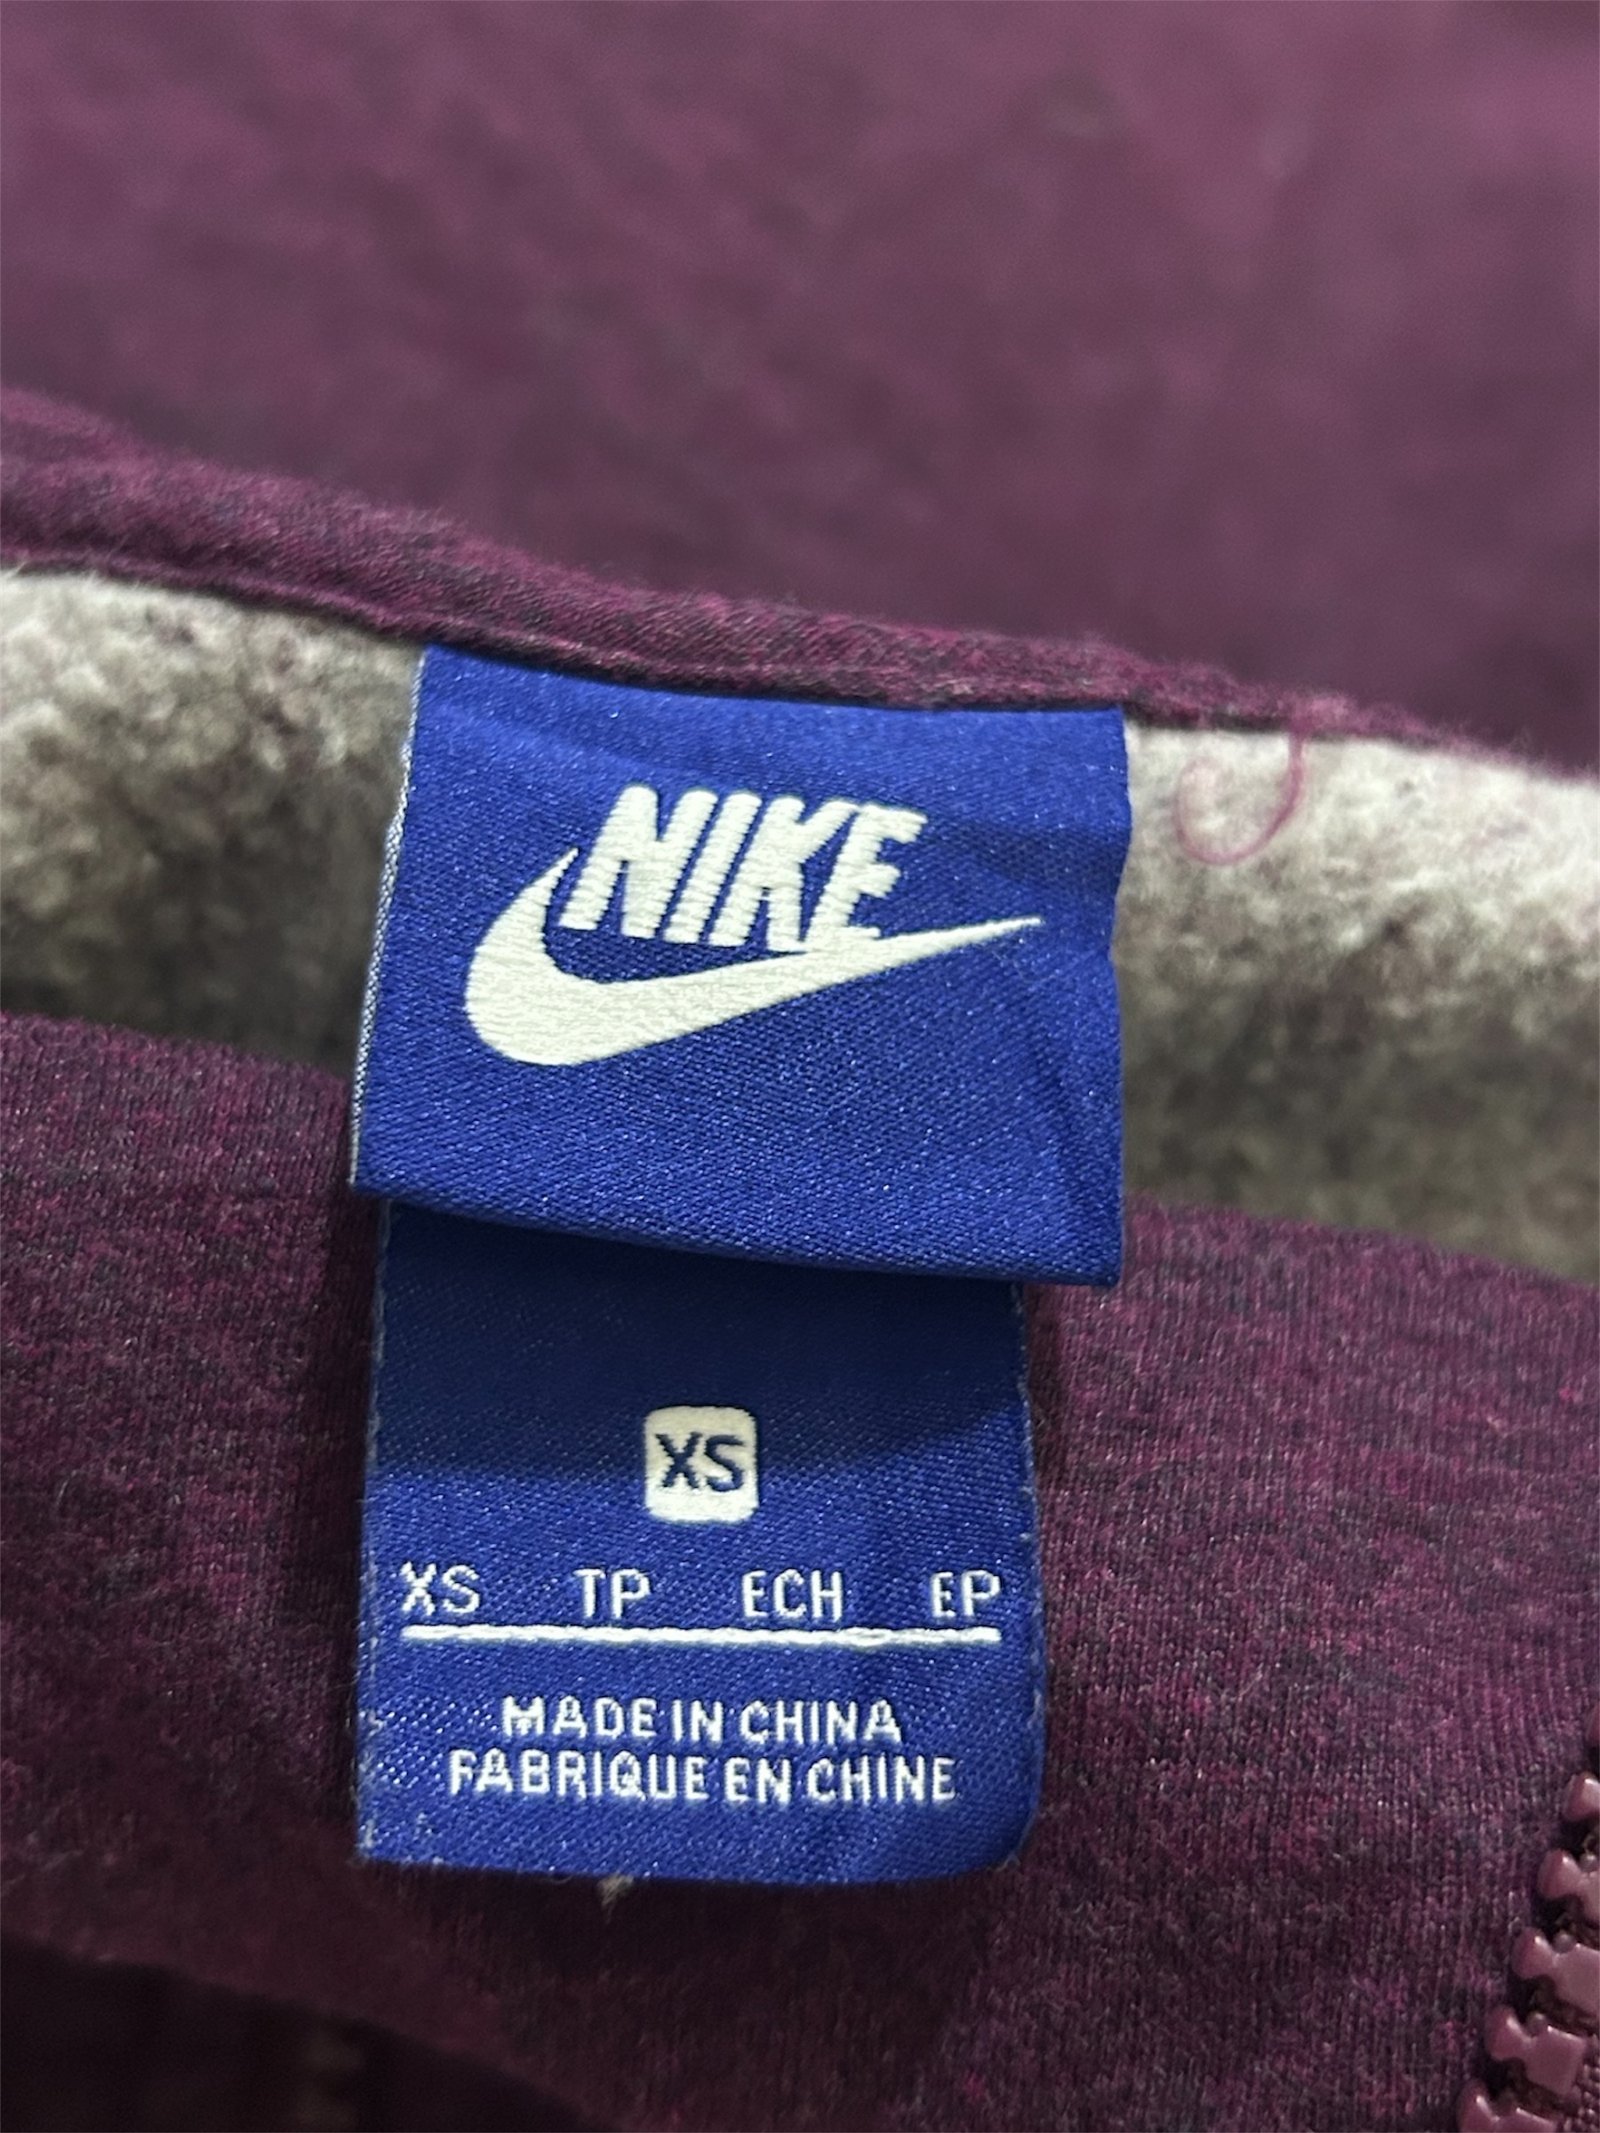 NIKE
XS
XS TP ECH EP
MADE IN CHINA
FABRIQUE EN CHINE